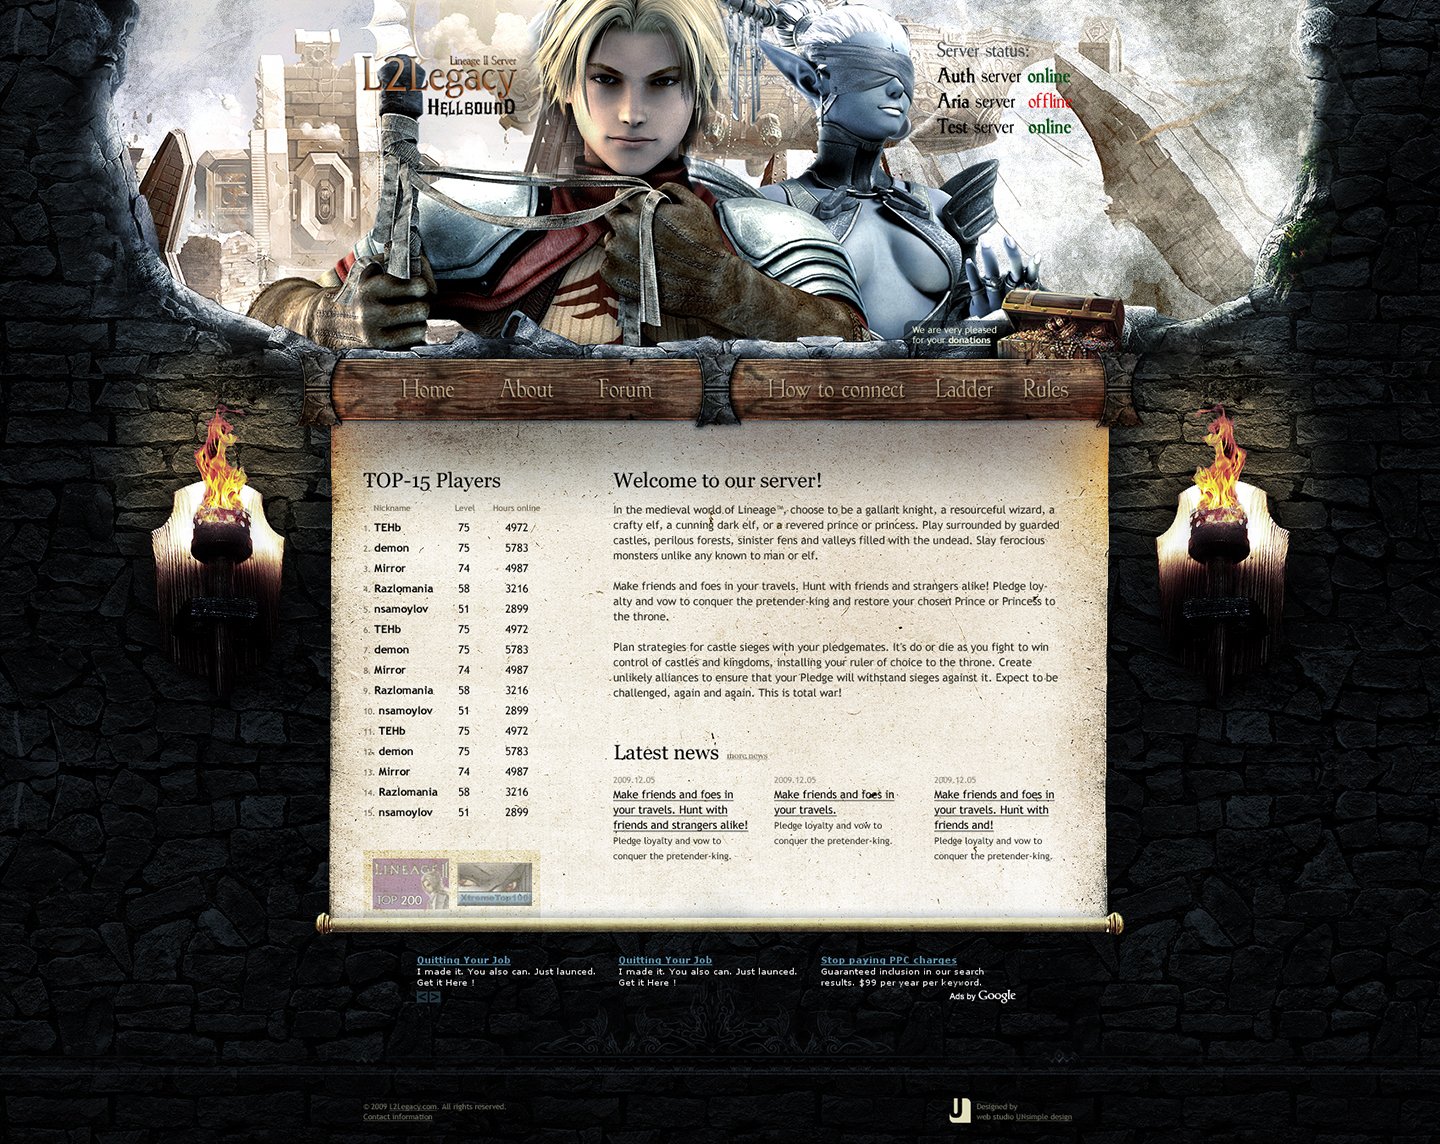 Lineage II Server
L2Legacy
Hellbound
Server status:
Auth server online
Aria server offline
Test server online
We are very pleased
for your donations
Home About Forum How to connect Ladder Rules
TOP-15 Players
Nickname Level Hours online
1. TEHb 75 4972
2. demon 75 5783
3. Mirror 74 4987
4. Razlomania 58 3216
5. nsamoylov 51 2899
6. TEHb 75 4972
7. demon 75 5783
8. Mirror 74 4987
9. Razlomania 58 3216
10. nsamoylov 51 2899
11. TEHb 75 4972
12. demon 75 5783
13. Mirror 74 4987
14. Razlomania 58 3216
15. nsamoylov 51 2899
LINEAGE II
TOP 200
XtremeTop100
Welcome to our server!
In the medieval world of Lineage™, choose to be a gallant knight, a resourceful wizard, a
crafty elf, a cunning dark elf, or a revered prince or princess. Play surrounded by guarded
castles, perilous forests, sinister fens and valleys filled with the undead. Slay ferocious
monsters unlike any known to man or elf.
Make friends and foes in your travels. Hunt with friends and strangers alike! Pledge loy-
alty and vow to conquer the pretender-king and restore your chosen Prince or Princess to
the throne.
Plan strategies for castle sieges with your pledgemates. It's do or die as you fight to win
control of castles and kingdoms, installing your ruler of choice to the throne. Create
unlikely alliances to ensure that your Pledge will withstand sieges against it. Expect to be
challenged, again and again. This is total war!
Latest news more news
2009.12.05
Make friends and foes in
your travels. Hunt with
friends and strangers alike!
Pledge loyalty and vow to
conquer the pretender-king.
2009.12.05
Make friends and foes in
your travels.
Pledge loyalty and vow to
conquer the pretender-king.
2009.12.05
Make friends and foes in
your travels. Hunt with
friends and!
Pledge loyalty and vow to
conquer the pretender-king.
Quitting Your Job
I made it. You also can. Just launced.
Get it Here !
Quitting Your Job
I made it. You also can. Just launced.
Get it Here !
Stop paying PPC charges
Guaranteed inclusion in our search
results. $99 per year per keyword.
Ads by Google
© 2009 L2Legacy.com. All rights reserved.
Contact information
Designed by
web studio UNsimple design